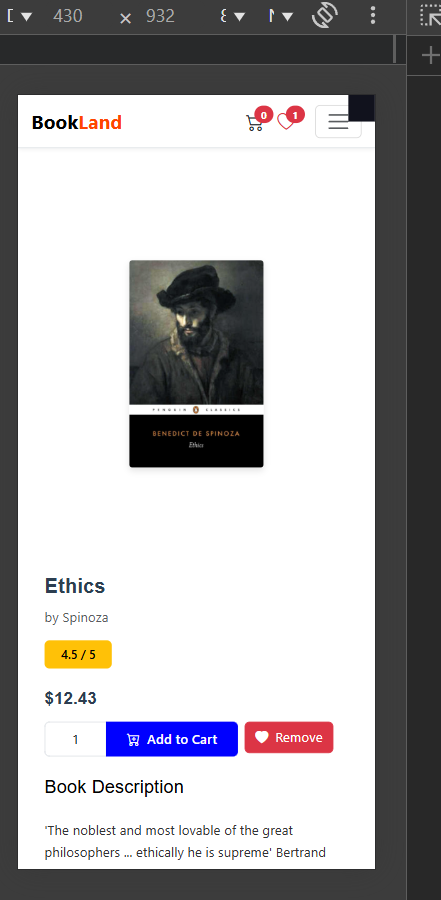 430 × 932
BookLand
0
1
PENGUIN CLASSICS
BENEDICT DE SPINOZA
Ethics
Ethics
by Spinoza
4.5 / 5
$12.43
1
Add to Cart
Remove
Book Description
'The noblest and most lovable of the great
philosophers ... ethically he is supreme' Bertrand